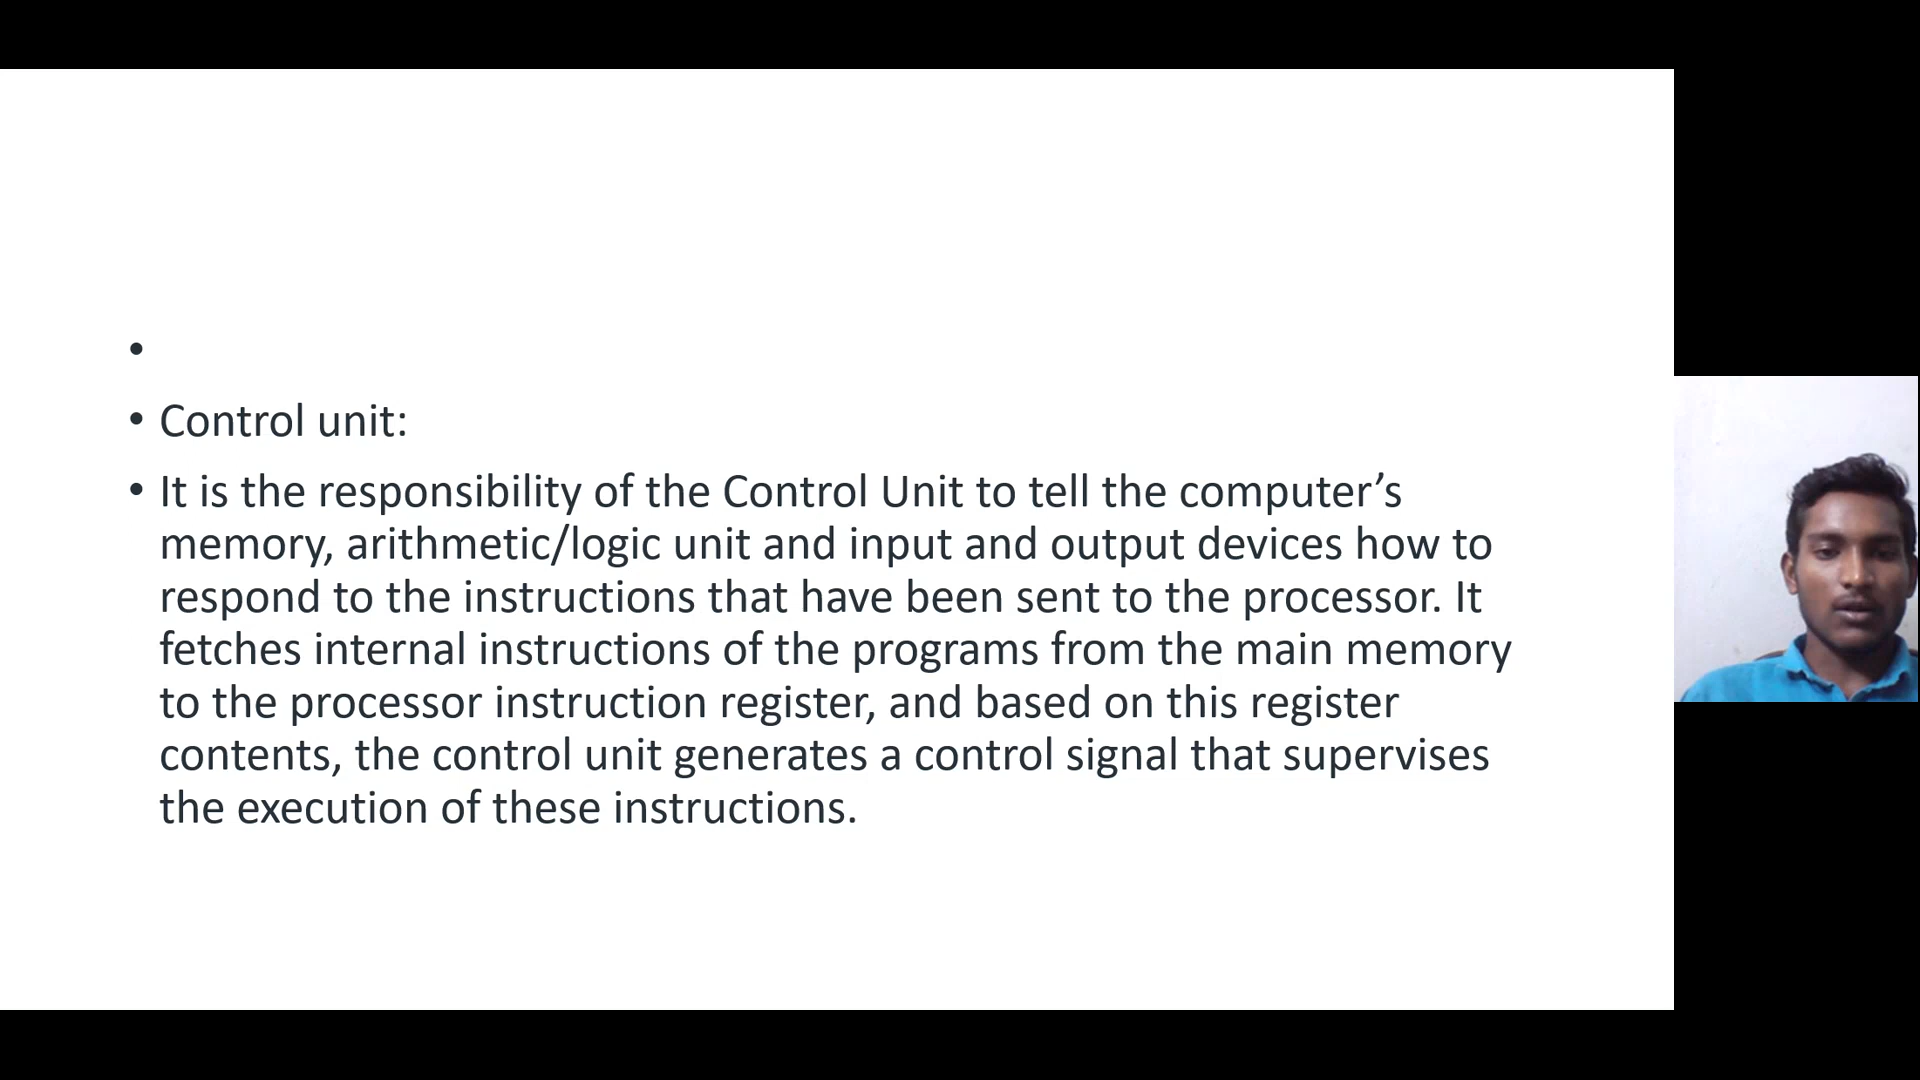 •
• Control unit:
• It is the responsibility of the Control Unit to tell the computer’s
memory, arithmetic/logic unit and input and output devices how to
respond to the instructions that have been sent to the processor. It
fetches internal instructions of the programs from the main memory
to the processor instruction register, and based on this register
contents, the control unit generates a control signal that supervises
the execution of these instructions.